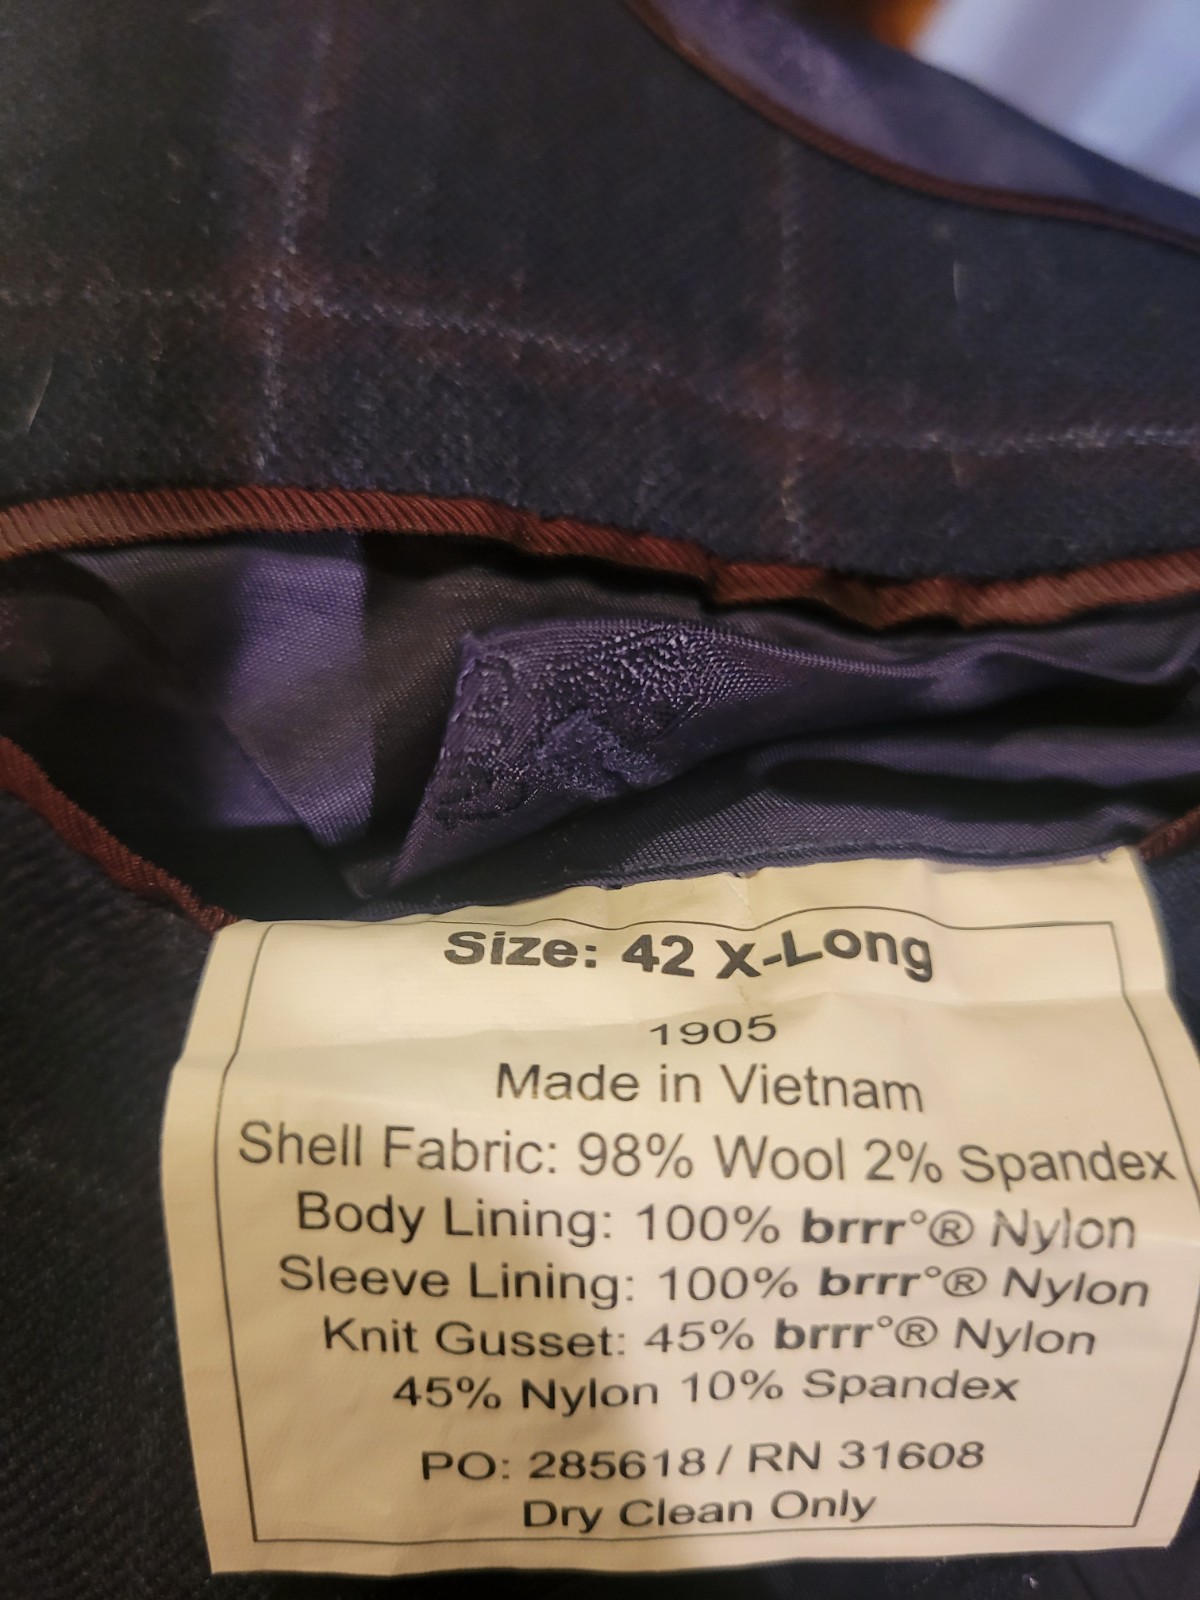 Size: 42 X-Long
1905
Made in Vietnam
Shell Fabric: 98% Wool 2% Spandex
Body Lining: 100% brrr°® Nylon
Sleeve Lining: 100% brrr°® Nylon
Knit Gusset: 45% brrr°® Nylon
45% Nylon 10% Spandex
PO: 285618 / RN 31608
Dry Clean Only